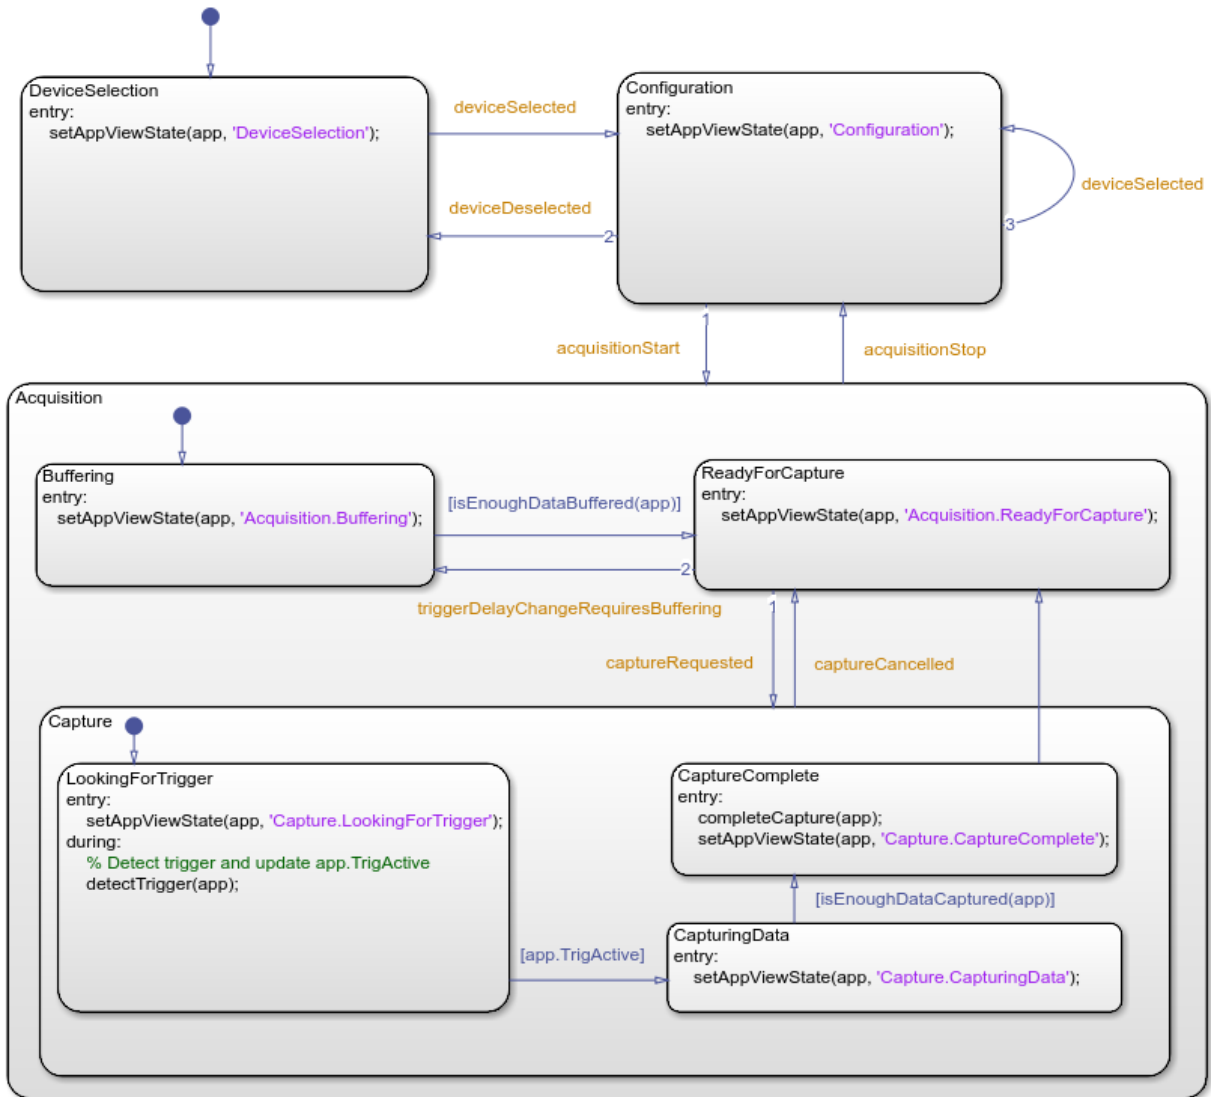 DeviceSelection
entry:
setAppViewState(app, 'DeviceSelection');
deviceSelected
Configuration
entry:
setAppViewState(app, 'Configuration');
deviceSelected
deviceDeselected
2
3
1
acquisitionStart
acquisitionStop
Acquisition
Buffering
entry:
setAppViewState(app, 'Acquisition.Buffering');
[isEnoughDataBuffered(app)]
ReadyForCapture
entry:
setAppViewState(app, 'Acquisition.ReadyForCapture');
2
triggerDelayChangeRequiresBuffering
1
captureRequested
captureCancelled
Capture
LookingForTrigger
entry:
setAppViewState(app, 'Capture.LookingForTrigger');
during:
% Detect trigger and update app.TrigActive
detectTrigger(app);
CaptureComplete
entry:
completeCapture(app);
setAppViewState(app, 'Capture.CaptureComplete');
[isEnoughDataCaptured(app)]
[app.TrigActive]
CapturingData
entry:
setAppViewState(app, 'Capture.CapturingData');